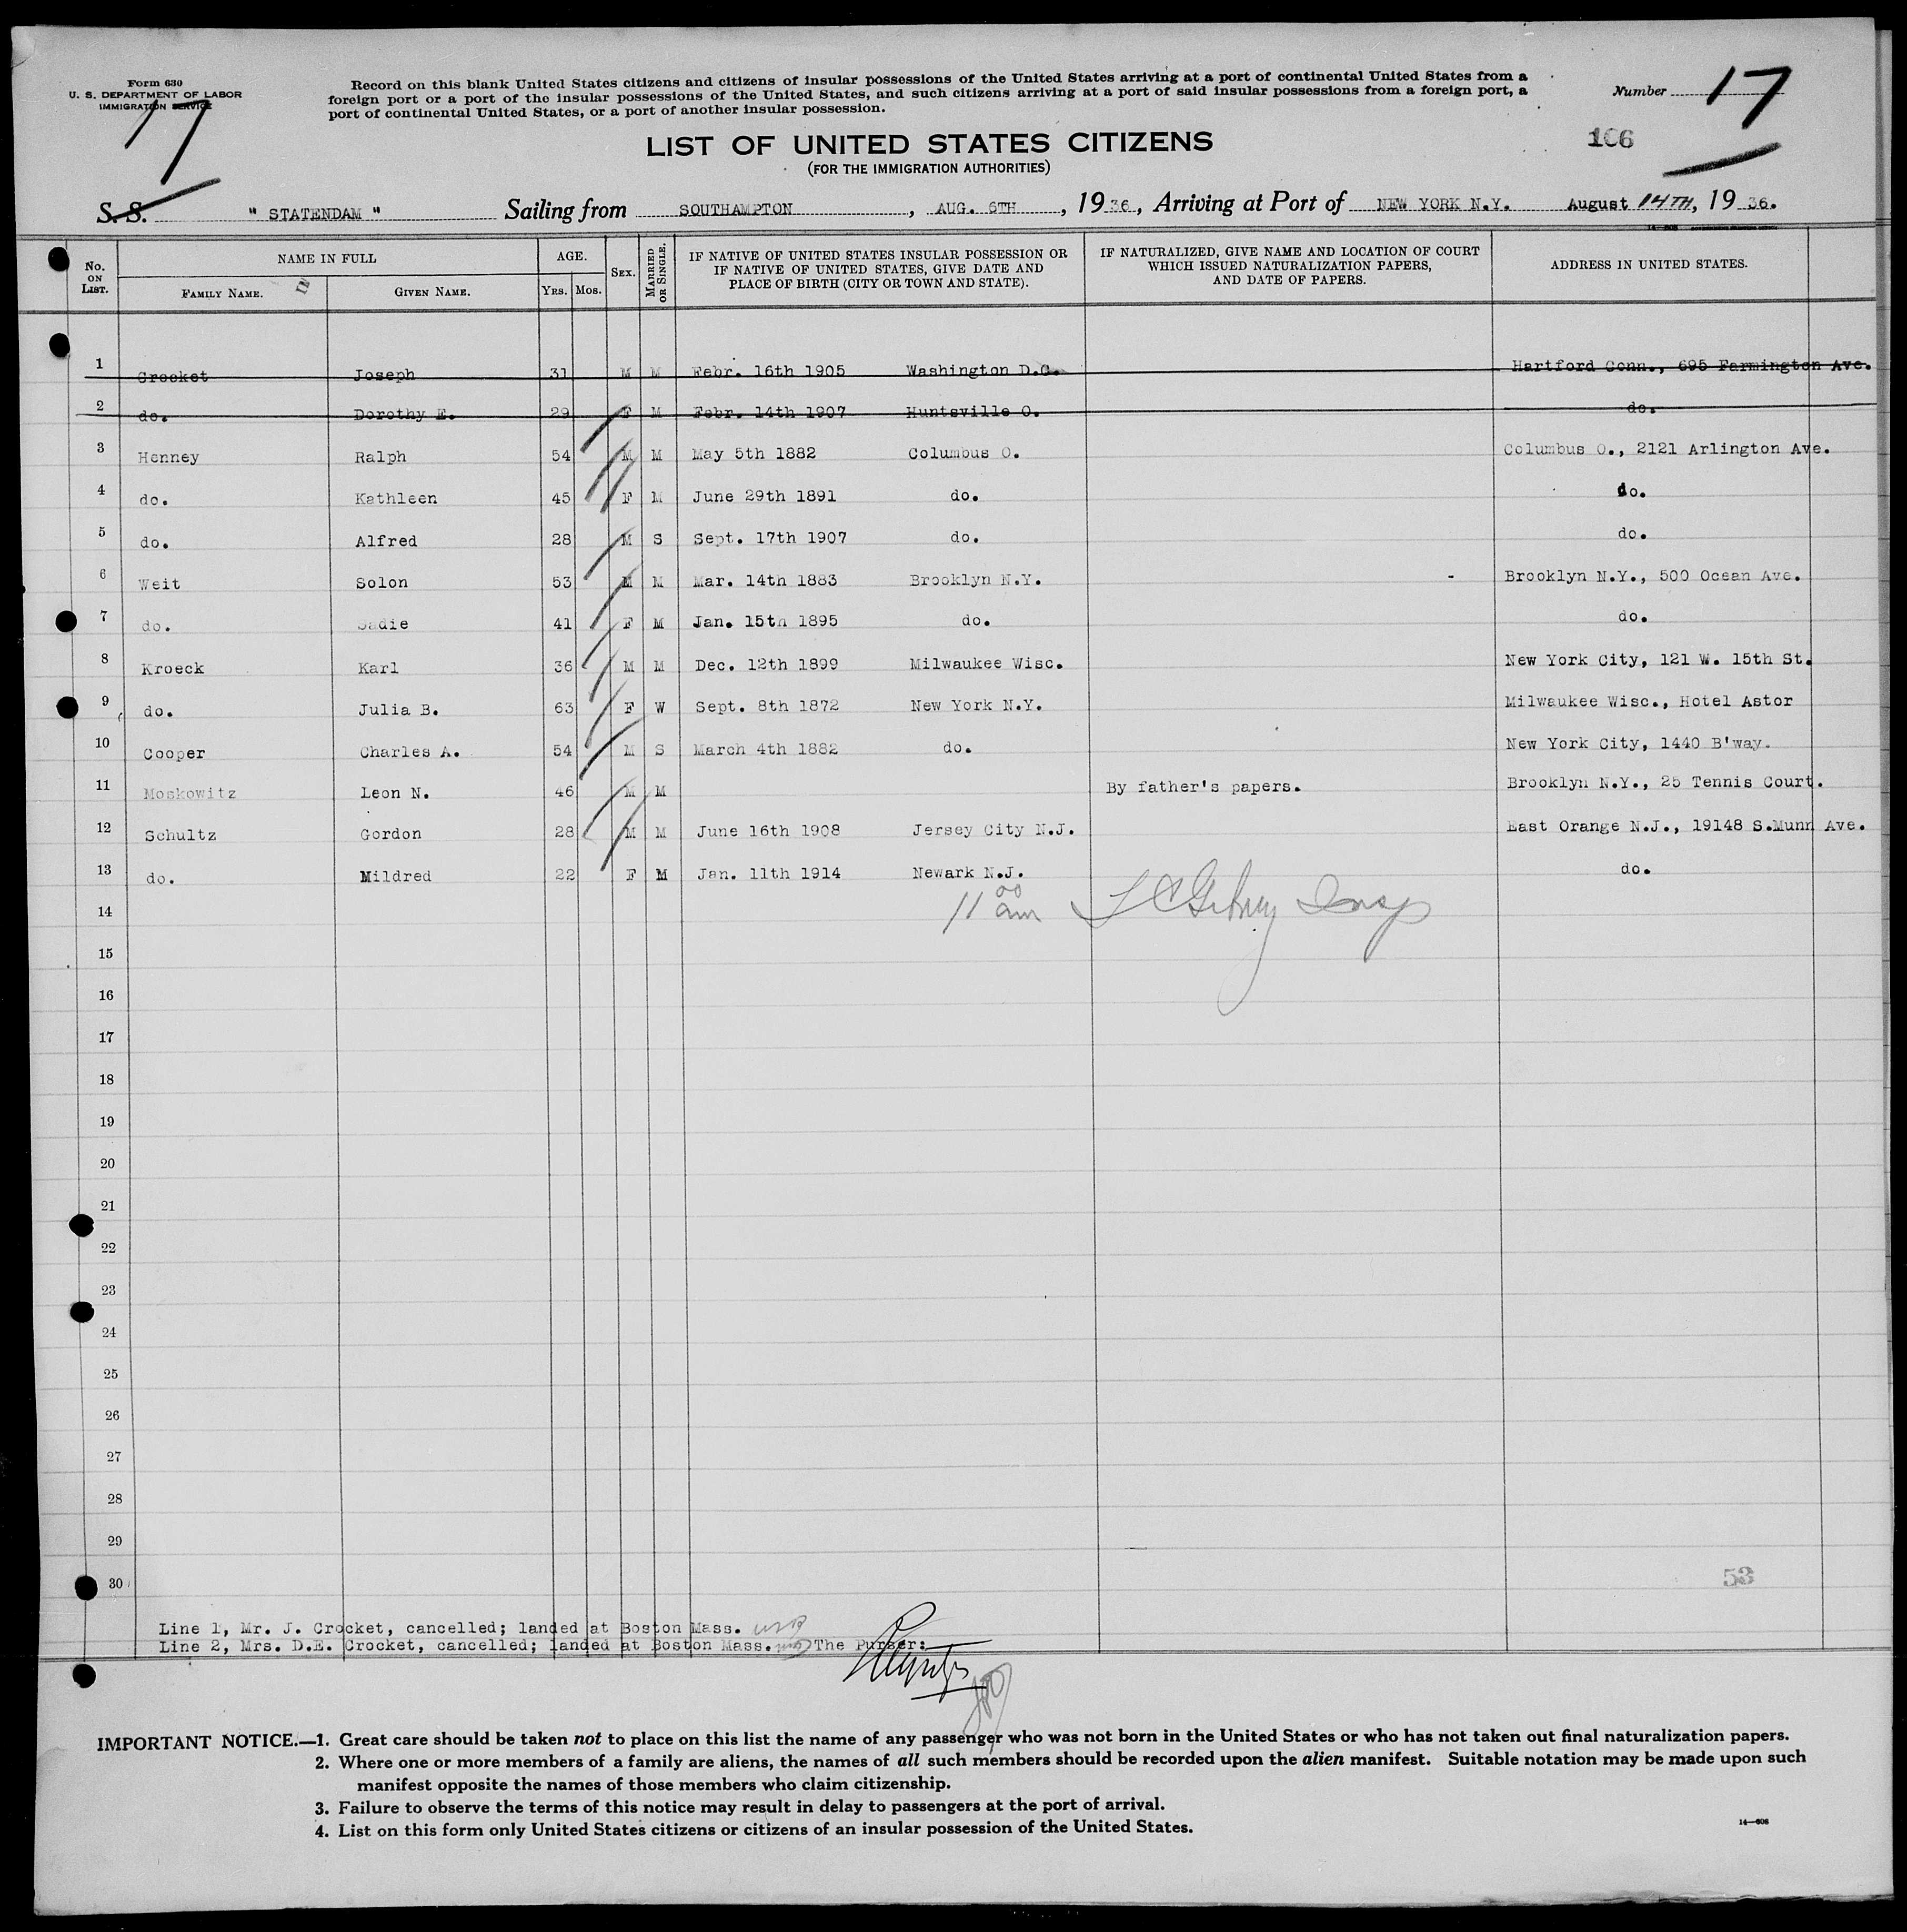 Form 630
U. S. DEPARTMENT OF LABOR
IMMIGRATION SERVICE
17
Record on this blank United States citizens and citizens of insular possessions of the United States arriving at a port of continental United States from a
foreign port or a port of the insular possessions of the United States, and such citizens arriving at a port of said insular possessions from a foreign port, a
port of continental United States, or a port of another insular possession.
Number 17
106
LIST OF UNITED STATES CITIZENS
(FOR THE IMMIGRATION AUTHORITIES)
S. S. " STATENDAM " Sailing from SOUTHAMPTON, AUG. 6TH, 1936, Arriving at Port of NEW YORK N.Y. August 14TH, 1936.
No. ON LIST. NAME IN FULL FAMILY NAME. GIVEN NAME. AGE. YRS. MOS. SEX. MARRIED OR SINGLE. IF NATIVE OF UNITED STATES INSULAR POSSESSION OR IF NATIVE OF UNITED STATES, GIVE DATE AND PLACE OF BIRTH (CITY OR TOWN AND STATE). IF NATURALIZED, GIVE NAME AND LOCATION OF COURT WHICH ISSUED NATURALIZATION PAPERS, AND DATE OF PAPERS. ADDRESS IN UNITED STATES.
1 Crocket Joseph 31 M M Febr. 16th 1905 Washington D.C. Hartford Conn., 695 Farmington Ave.
2 do. Dorothy E. 29 F M Febr. 14th 1907 Huntsville O. do.
3 Henney Ralph 54 M M May 5th 1882 Columbus O. Columbus O., 2121 Arlington Ave.
4 do. Kathleen 45 F M June 29th 1891 do. do.
5 do. Alfred 28 M S Sept. 17th 1907 do. do.
6 Weit Solon 53 M M Mar. 14th 1883 Brooklyn N.Y. Brooklyn N.Y., 500 Ocean Ave.
7 do. Sadie 41 F M Jan. 15th 1895 do. do.
8 Kroeck Karl 36 M M Dec. 12th 1899 Milwaukee Wisc. New York City, 121 W. 15th St.
9 do. Julia B. 63 F W Sept. 8th 1872 New York N.Y. Milwaukee Wisc., Hotel Astor
10 Cooper Charles A. 54 M S March 4th 1882 do. New York City, 1440 B'way.
11 Moskowitz Leon N. 46 M M By father's papers. Brooklyn N.Y., 25 Tennis Court.
12 Schultz Gordon 28 M M June 16th 1908 Jersey City N.J. East Orange N.J., 19148 S.Munn Ave.
13 do. Mildred 22 F M Jan. 11th 1914 Newark N.J. do.
14 11 00 am Insp
15
16
17
18
19
20
21
22
23
24
25
26
27
28
29
30
53
Line 1, Mr. J. Crocket, cancelled; landed at Boston Mass.
Line 2, Mrs. D.E. Crocket, cancelled; landed at Boston Mass. The Purser:
IMPORTANT NOTICE.—1. Great care should be taken not to place on this list the name of any passenger who was not born in the United States or who has not taken out final naturalization papers.
2. Where one or more members of a family are aliens, the names of all such members should be recorded upon the alien manifest. Suitable notation may be made upon such
manifest opposite the names of those members who claim citizenship.
3. Failure to observe the terms of this notice may result in delay to passengers at the port of arrival.
4. List on this form only United States citizens or citizens of an insular possession of the United States.
14—608